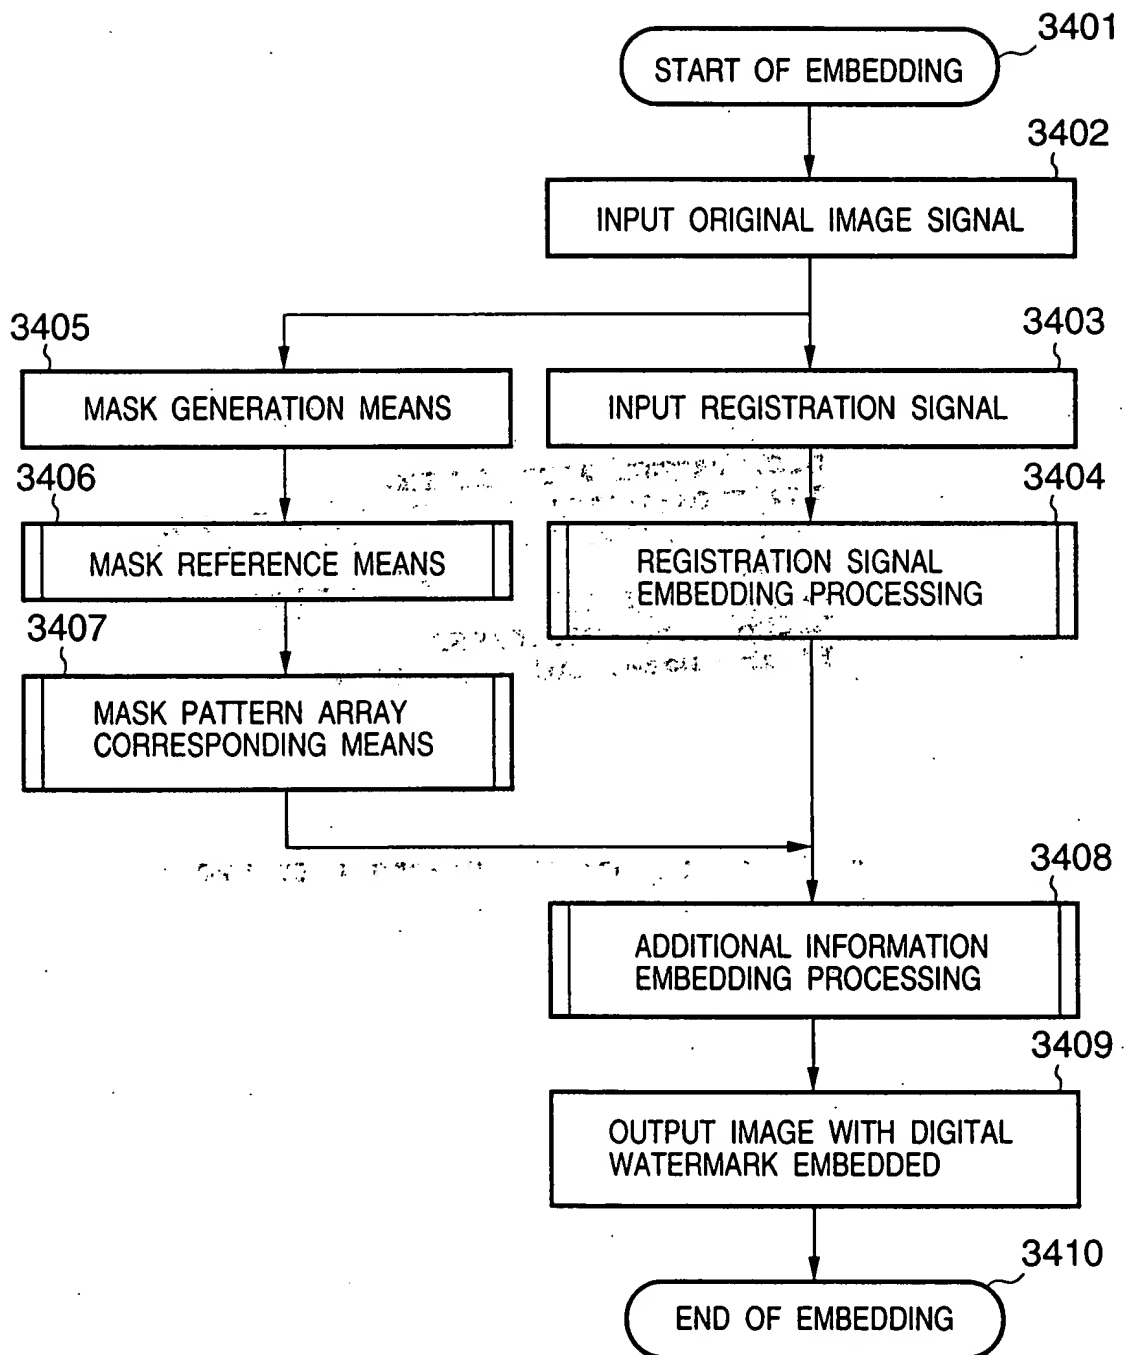 3401
START OF EMBEDDING
3402
INPUT ORIGINAL IMAGE SIGNAL
3405
MASK GENERATION MEANS
3403
INPUT REGISTRATION SIGNAL
3406
MASK REFERENCE MEANS
3404
REGISTRATION SIGNAL
EMBEDDING PROCESSING
3407
MASK PATTERN ARRAY
CORRESPONDING MEANS
3408
ADDITIONAL INFORMATION
EMBEDDING PROCESSING
3409
OUTPUT IMAGE WITH DIGITAL
WATERMARK EMBEDDED
3410
END OF EMBEDDING